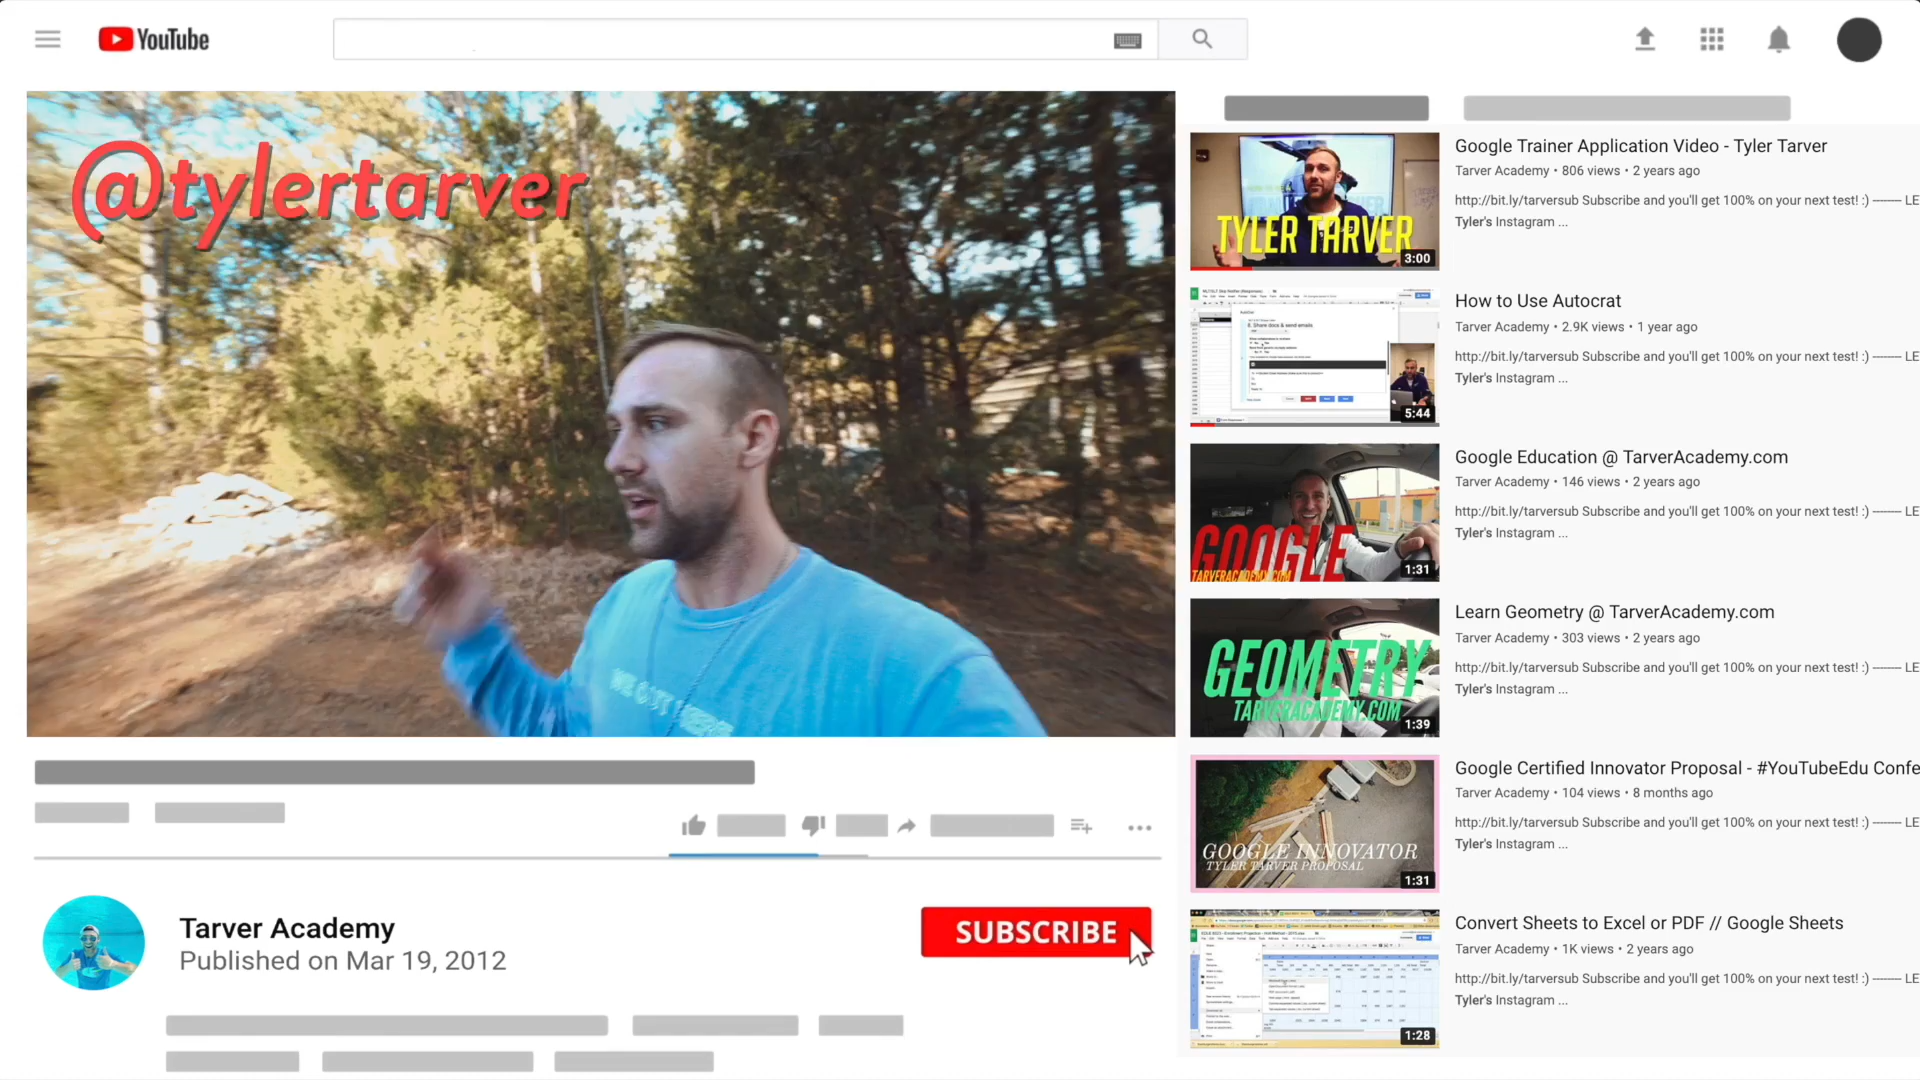 YouTube
@tylertarver
TYLER TARVER
3:00
Google Trainer Application Video - Tyler Tarver
Tarver Academy • 806 views • 2 years ago
http://bit.ly/tarversub Subscribe and you'll get 100% on your next test! :) -------- LE
Tyler's Instagram ...
8. Share docs & send emails
5:44
How to Use Autocrat
Tarver Academy • 2.9K views • 1 year ago
http://bit.ly/tarversub Subscribe and you'll get 100% on your next test! :) -------- LE
Tyler's Instagram ...
GOOGLE
TARVERACADEMY.COM
1:31
Google Education @ TarverAcademy.com
Tarver Academy • 146 views • 2 years ago
http://bit.ly/tarversub Subscribe and you'll get 100% on your next test! :) -------- LE
Tyler's Instagram ...
GEOMETRY
TARVERACADEMY.COM
1:39
Learn Geometry @ TarverAcademy.com
Tarver Academy • 303 views • 2 years ago
http://bit.ly/tarversub Subscribe and you'll get 100% on your next test! :) -------- LE
Tyler's Instagram ...
GOOGLE INNOVATOR
TYLER TARVER PROPOSAL
1:31
Google Certified Innovator Proposal - #YouTubeEdu Confe
Tarver Academy • 104 views • 8 months ago
http://bit.ly/tarversub Subscribe and you'll get 100% on your next test! :) -------- LE
Tyler's Instagram ...
1:28
Convert Sheets to Excel or PDF // Google Sheets
Tarver Academy • 1K views • 2 years ago
http://bit.ly/tarversub Subscribe and you'll get 100% on your next test! :) -------- LE
Tyler's Instagram ...
Tarver Academy
Published on Mar 19, 2012
SUBSCRIBE